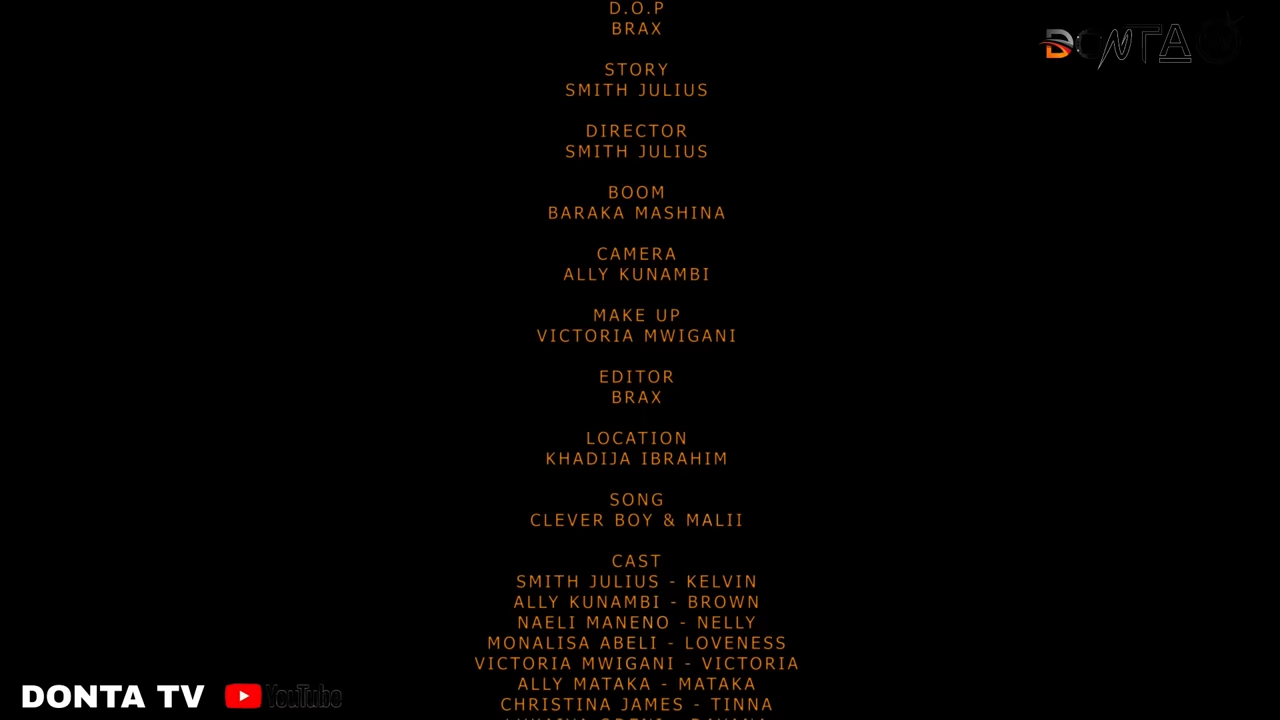 D.O.P
BRAX
STORY
SMITH JULIUS
DIRECTOR
SMITH JULIUS
BOOM
BARAKA MASHINA
CAMERA
ALLY KUNAMBI
MAKE UP
VICTORIA MWIGANI
EDITOR
BRAX
LOCATION
KHADIJA IBRAHIM
SONG
CLEVER BOY & MALII
CAST
SMITH JULIUS - KELVIN
ALLY KUNAMBI - BROWN
NAELI MANENO - NELLY
MONALISA ABELI - LOVENESS
VICTORIA MWIGANI - VICTORIA
ALLY MATAKA - MATAKA
CHRISTINA JAMES - TINNA
DONTA
DONTA TV
YouTube